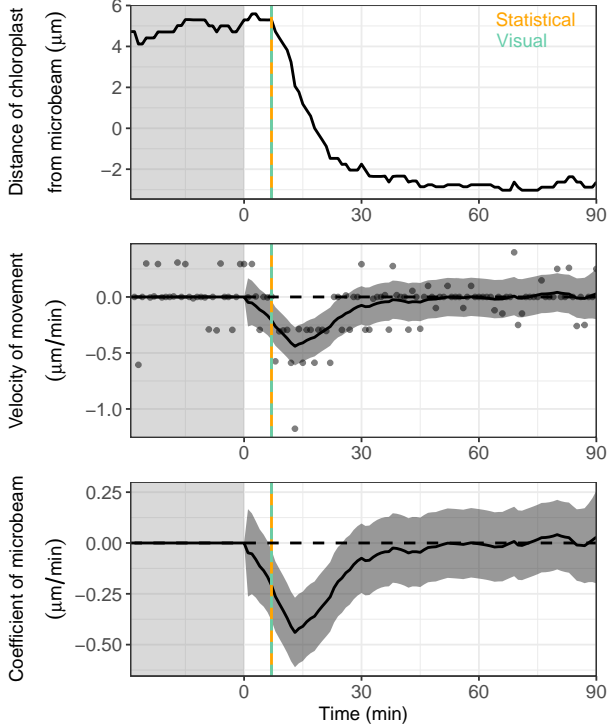 Distance of chloroplast
from microbeam (μm)
6
4
2
0
−2
Statistical
Visual
0
30
60
90
Velocity of movement
(μm/min)
0.0
−0.5
−1.0
0
30
60
90
Coefficient of microbeam
(μm/min)
0.25
0.00
−0.25
−0.50
0
30
60
90
Time (min)